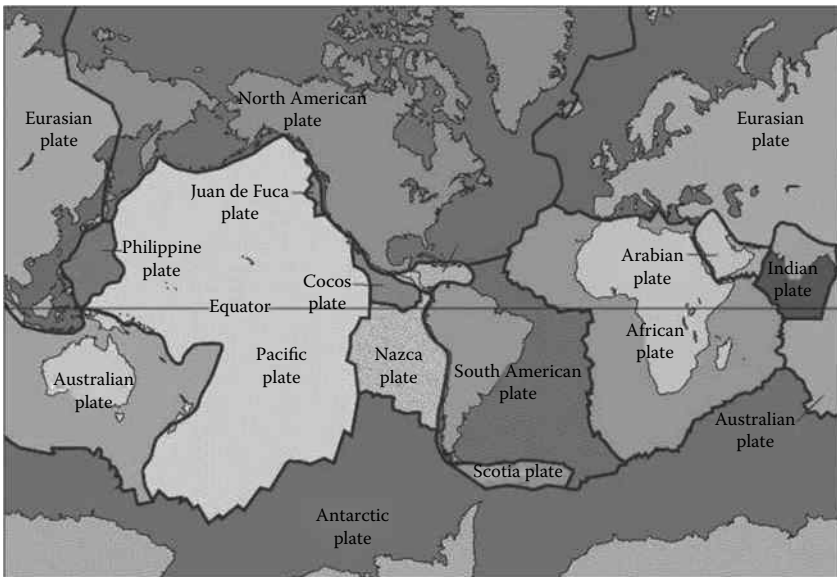 North American
plate
Eurasian
plate
Eurasian
plate
Juan de Fuca
plate
Philippine
plate
Arabian
plate
Indian
plate
Cocos
plate
Equator
African
plate
Pacific
plate
Nazca
plate
South American
plate
Australian
plate
Australian
plate
Scotia plate
Antarctic
plate